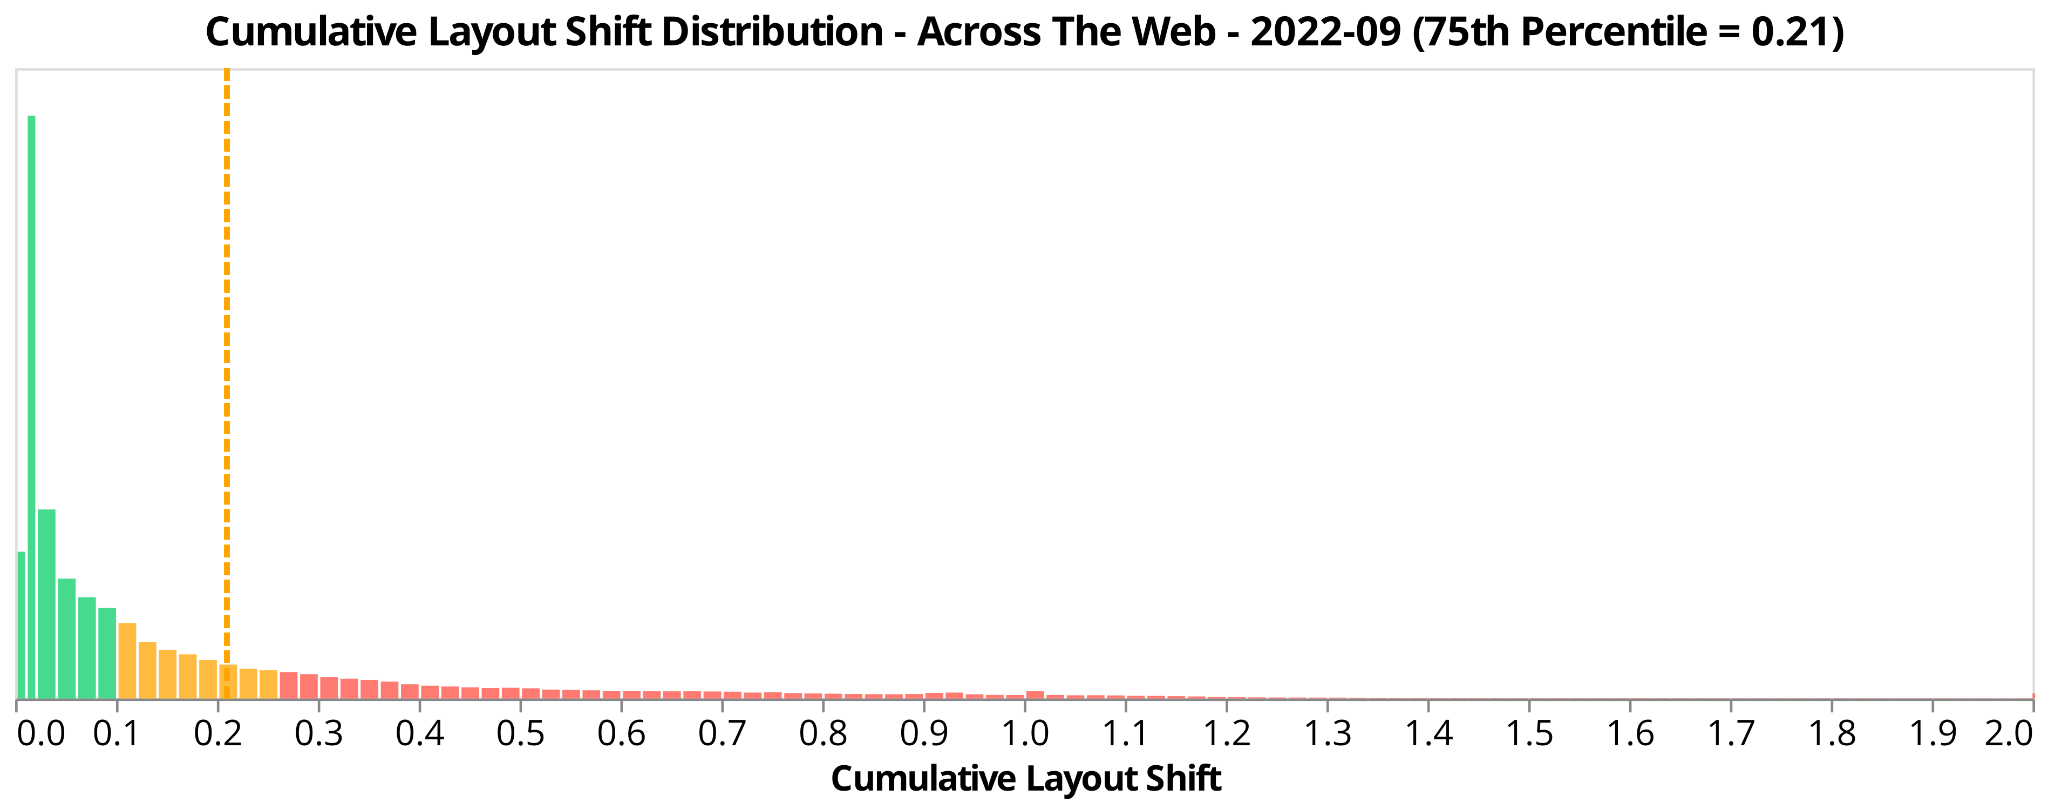 Cumulative Layout Shift Distribution - Across The Web - 2022-09 (75th Percentile = 0.21)
0.0 0.1 0.2 0.3 0.4 0.5 0.6 0.7 0.8 0.9 1.0 1.1 1.2 1.3 1.4 1.5 1.6 1.7 1.8 1.9 2.0
Cumulative Layout Shift